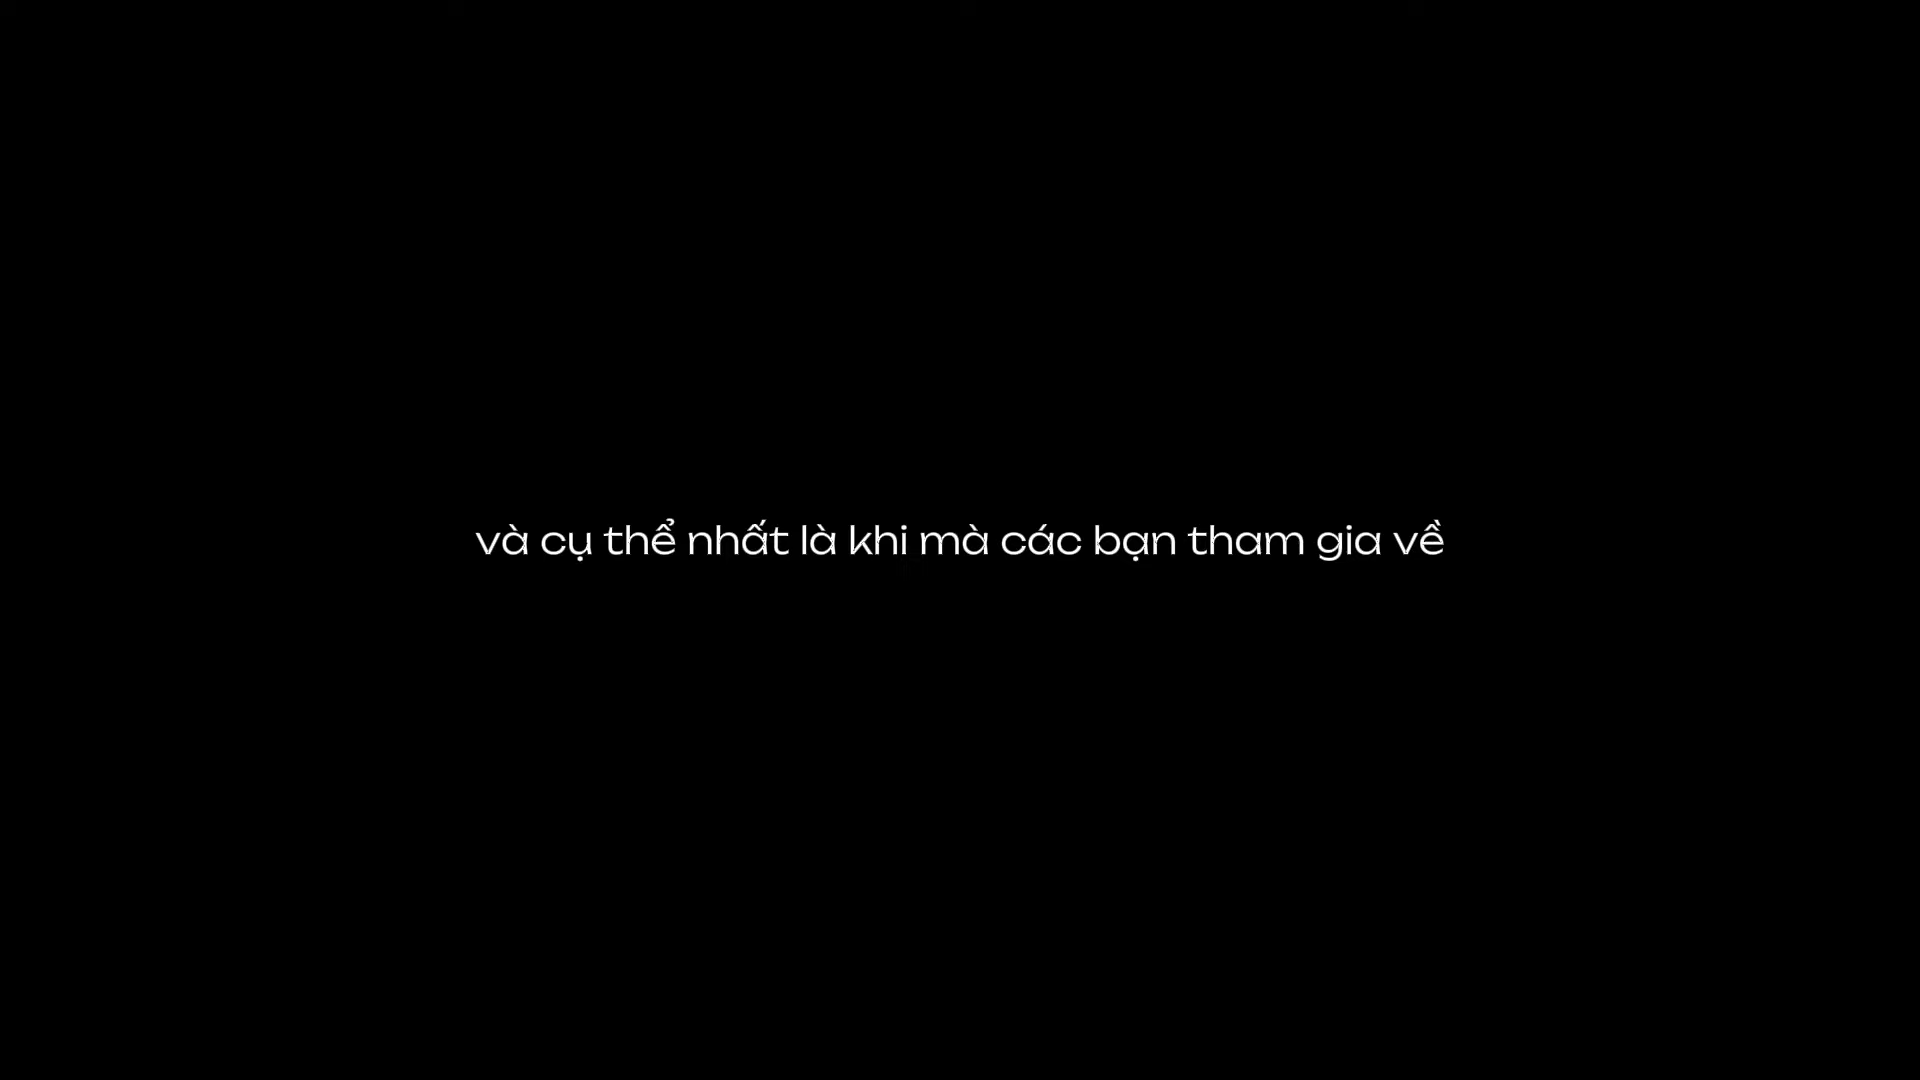 và cụ thể nhất là khi mà các bạn tham gia về